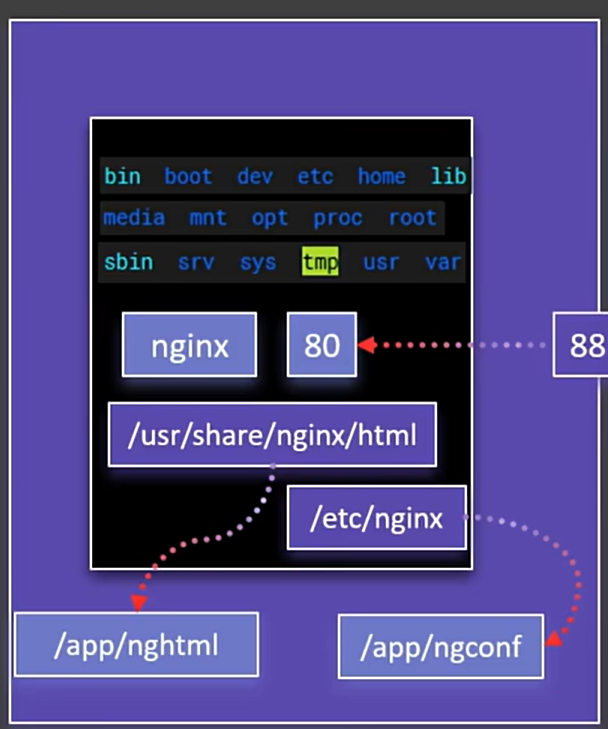 bin boot dev etc home lib
media mnt opt proc root
sbin srv sys tmp usr var
nginx 80 88
/usr/share/nginx/html
/etc/nginx
/app/nghtml /app/ngconf